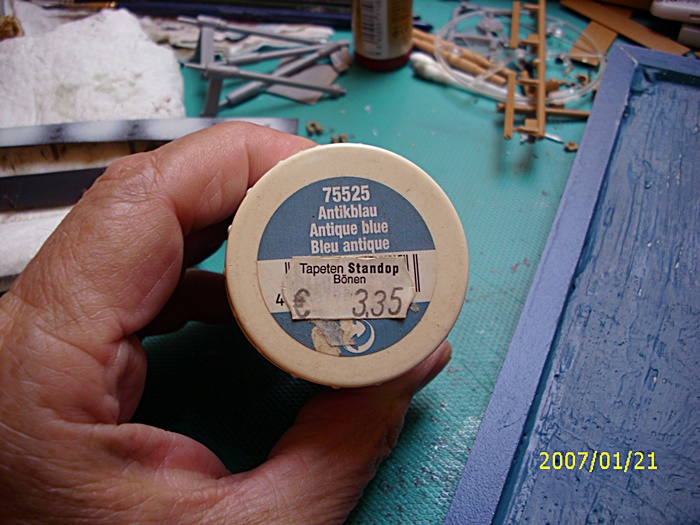 75525
Antikblau
Antique blue
Bleu antique
Tapeten Standop
Bönen
4
€ 3,35
2007/01/21